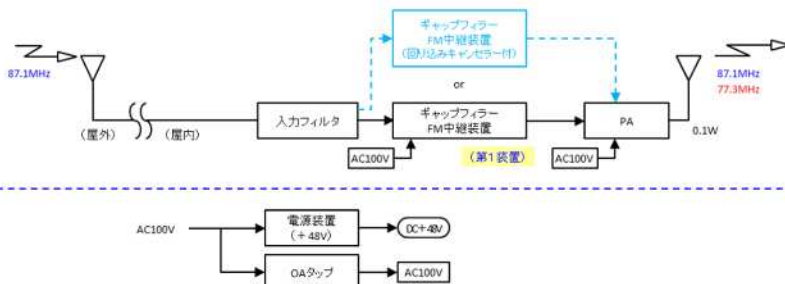 ギャップフィラー
FM中継装置
(回り込みキャンセラー付)
87.1MHz
or
87.1MHz
77.3MHz
(屋外)
(屋内)
入力フィルタ
ギャップフィラー
FM中継装置
PA
0.1W
AC100V
(第1装置)
AC100V
AC100V
電源装置
(+48V)
DC+48V
OAタップ
AC100V